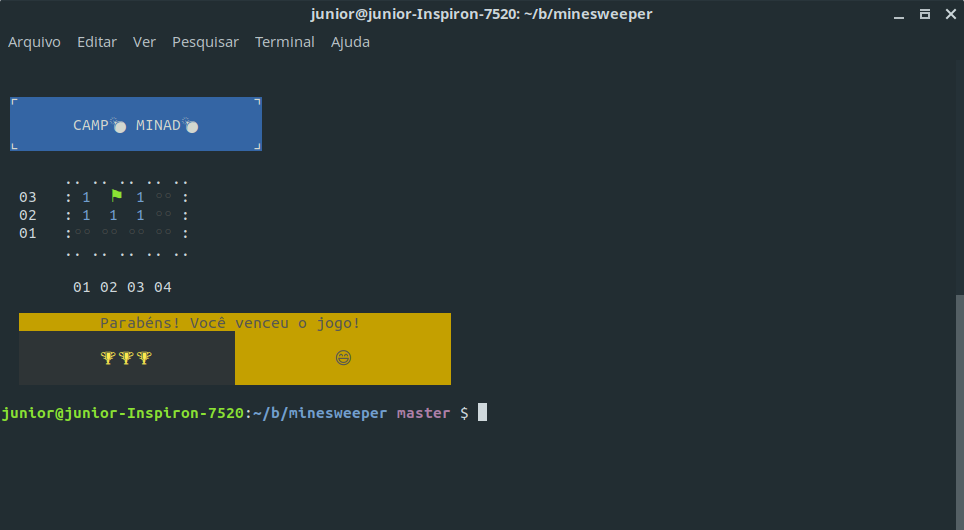 junior@junior-Inspiron-7520: ~/b/minesweeper
Arquivo Editar Ver Pesquisar Terminal Ajuda
CAMP💣 MINAD💣
.. .. .. .. ..
03 : 1 ⚑ 1 ◦◦ :
02 : 1 1 1 ◦◦ :
01 :◦◦ ◦◦ ◦◦ ◦◦ :
.. .. .. .. ..
01 02 03 04
Parabéns! Você venceu o jogo!
🏆🏆🏆 😄
junior@junior-Inspiron-7520:~/b/minesweeper master $